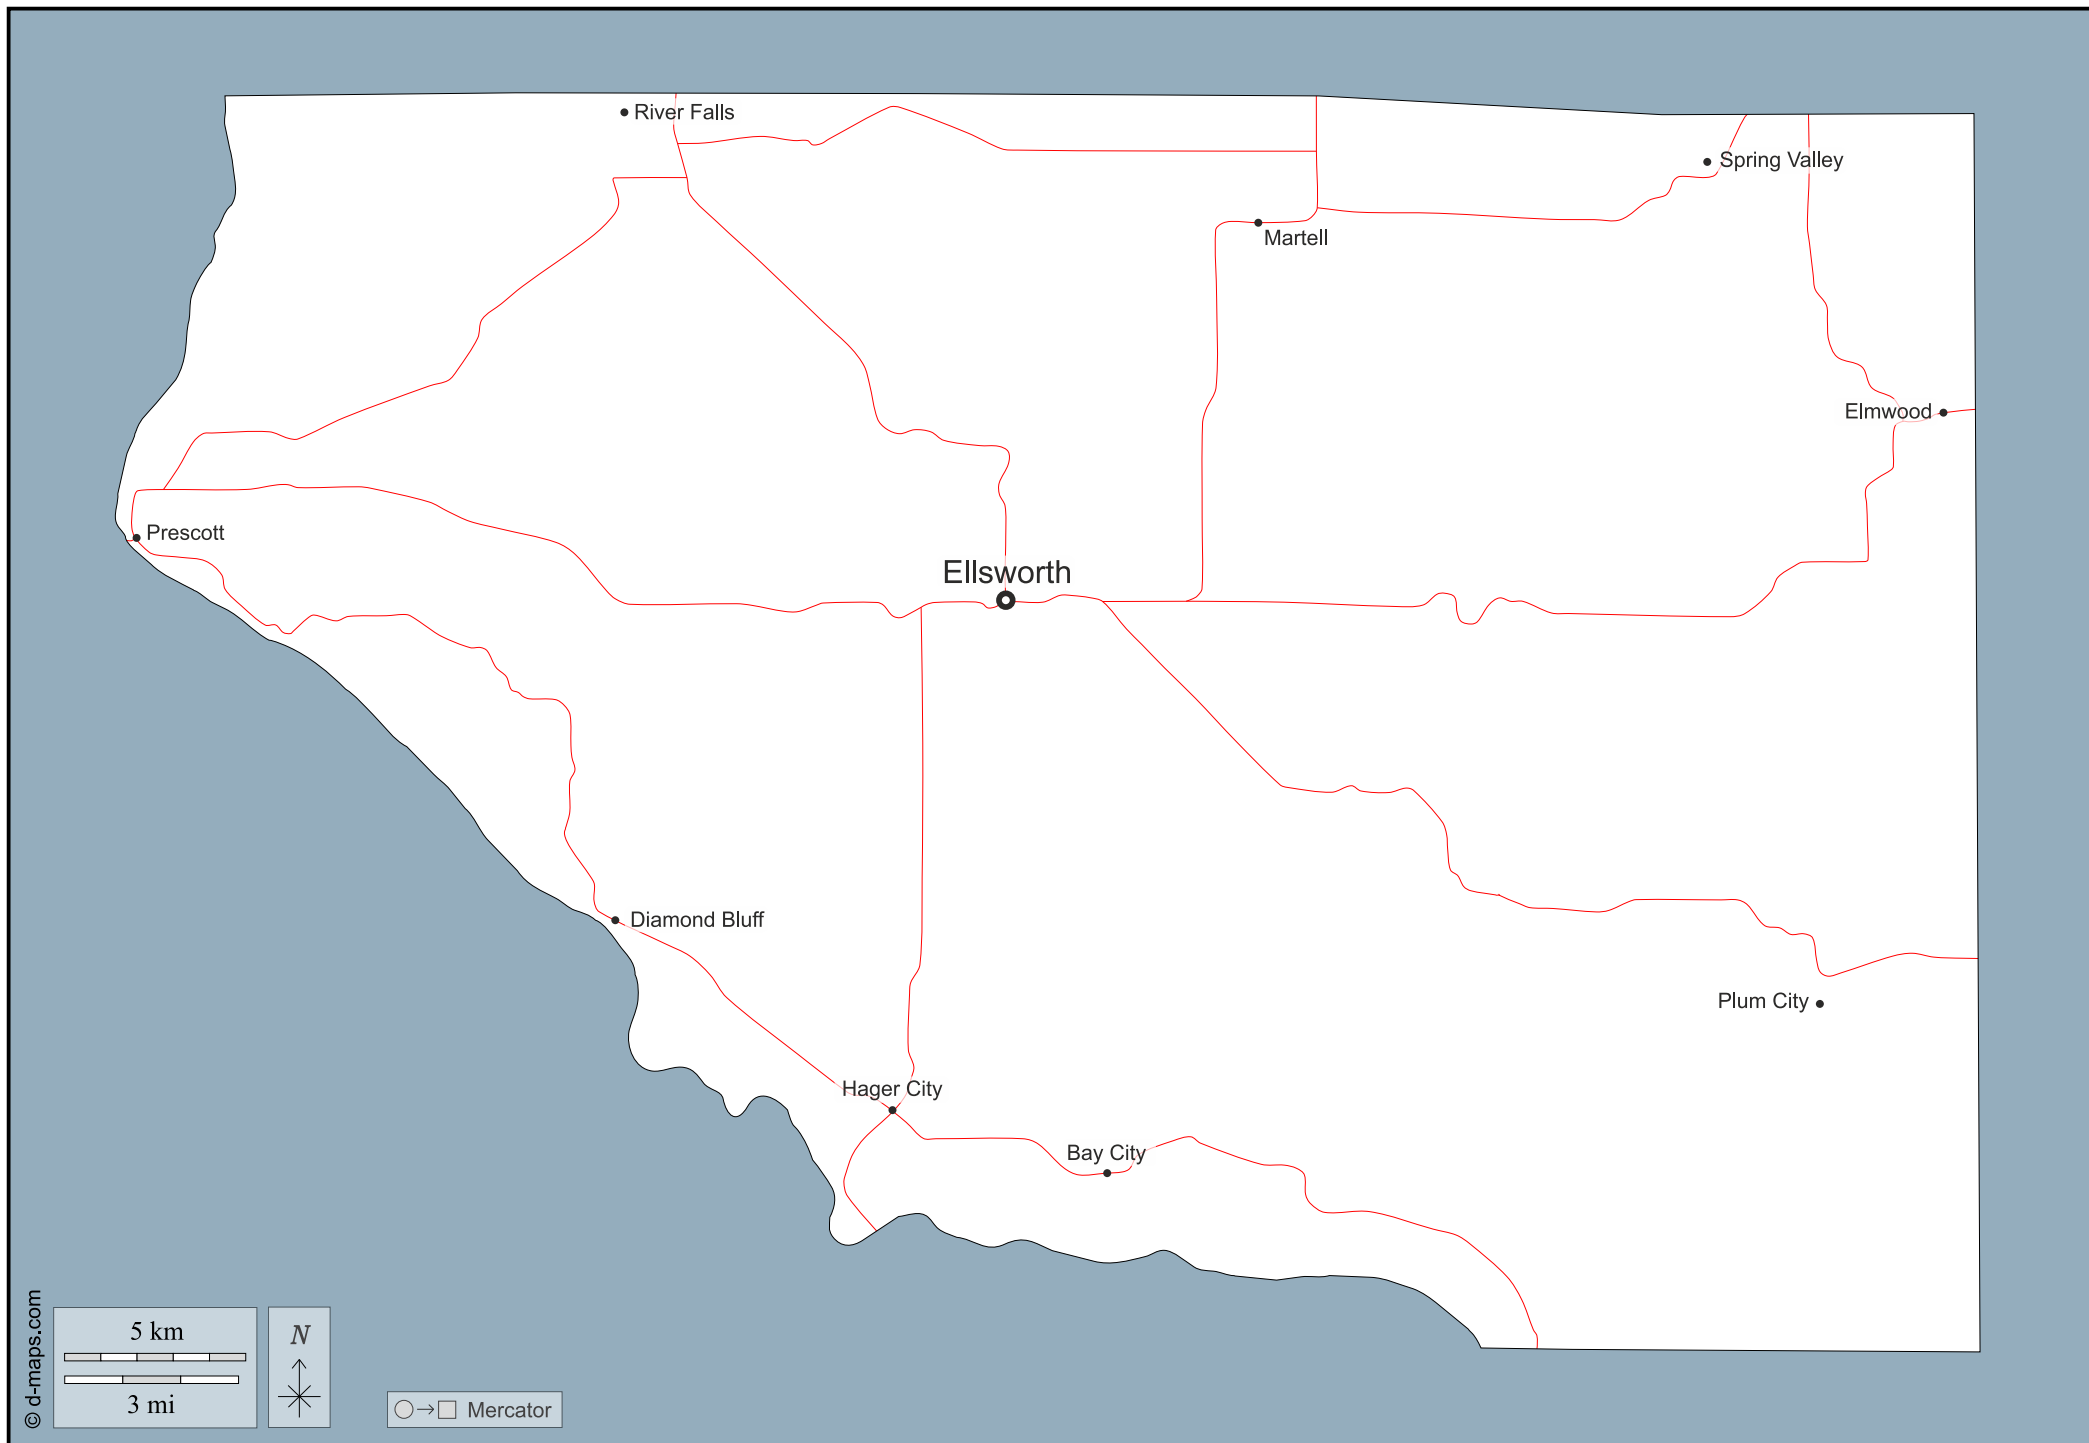 River Falls
Spring Valley
Martell
Elmwood
Prescott
Ellsworth
Diamond Bluff
Plum City
Hager City
Bay City
© d-maps.com
5 km
3 mi
N
Mercator